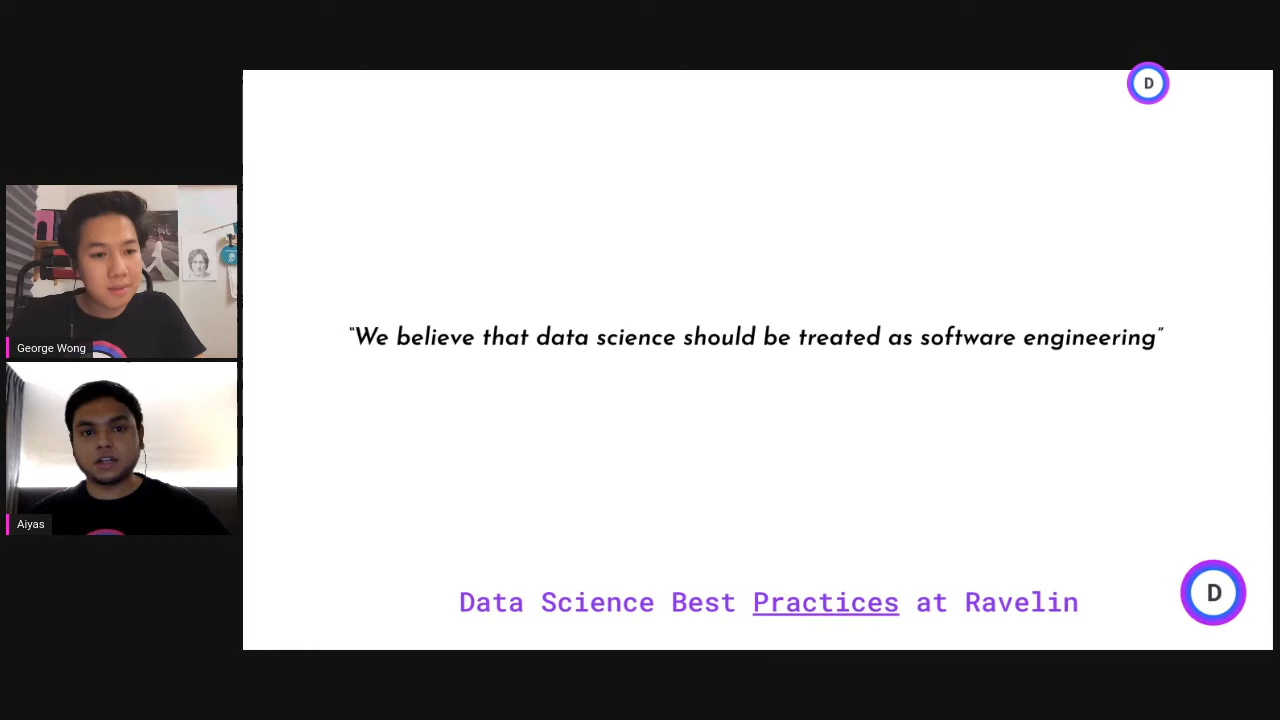 D
"We believe that data science should be treated as software engineering"
George Wong
Aiyas
Data Science Best Practices at Ravelin
D